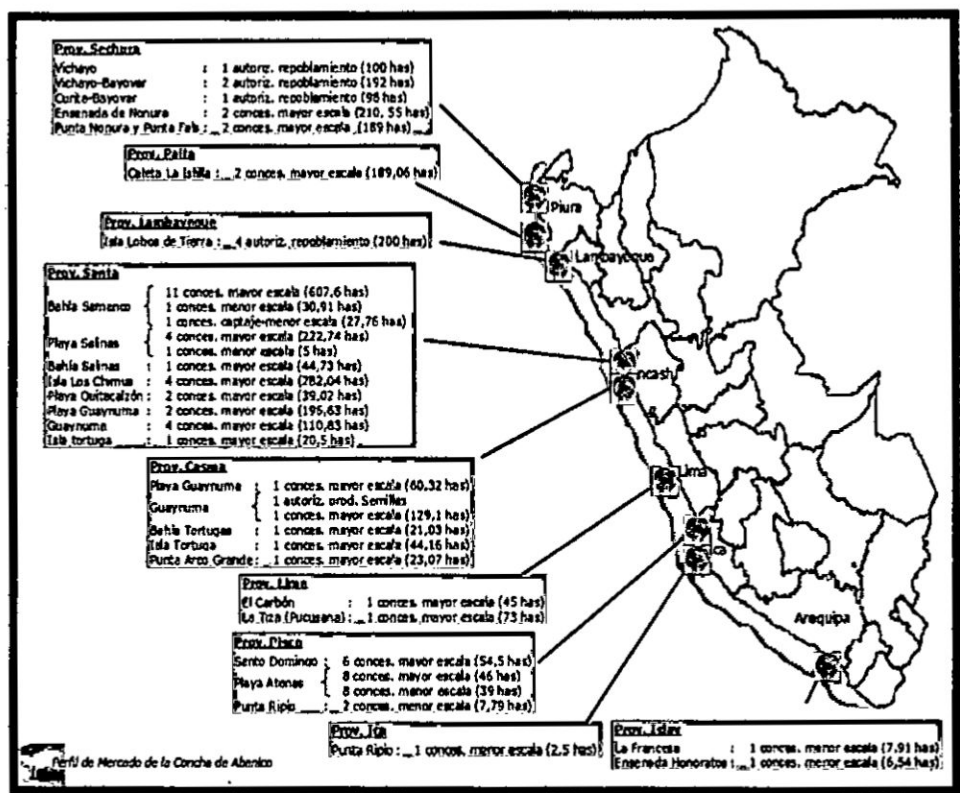 Prov. Sechura
Vichayo : 1 autoriz. repoblamiento (100 has)
Vichayo-Bayovar : 2 autoriz. repoblamiento (192 has)
Curita-Bayovar : 1 autoriz. repoblamiento (98 has)
Ensenada de Nonura : 2 conces. mayor escala (210, 55 has)
Punta Nonura y Punta Fals : 2 conces. mayor escala (189 has)
Prov. Paita
Caleta La Islilla : 2 conces. mayor escala (189,06 has)
Piura
Prov. Lambayeque
Isla Lobos de Tierra : 4 autoriz. repoblamiento (200 has)
Lambayeque
Prov. Santa
11 conces. mayor escala (607,6 has)
Bahía Samanco { 1 conces. menor escala (30,91 has)
1 conces. captaje-menor escala (27,76 has)
Playa Salinas { 4 conces. mayor escala (222,74 has)
1 conces. menor escala (5 has)
Bahía Salinas : 1 conces. mayor escala (44,73 has)
Isla Los Chimus : 4 conces. mayor escala (282,04 has)
Playa Quitacalzón : 2 conces. mayor escala (39,02 has)
Playa Guaynuma : 2 conces. mayor escala (195,63 has)
Guaynuma : 4 conces. mayor escala (110,83 has)
Isla tortuga : 1 conces. mayor escala (20,5 has)
ncash
Prov. Casma
Playa Guaynuma : 1 conces. mayor escala (60,32 has)
Guaynuma { 1 autoriz. prod. Semillas
1 conces. mayor escala (129,1 has)
Bahía Tortugas : 1 conces. mayor escala (21,03 has)
Isla Tortuga : 1 conces. mayor escala (44,16 has)
Punta Arco Grande : 1 conces. mayor escala (23,07 has)
Lima
Prov. Lima
El Carbón : 1 conces. mayor escala (45 has)
La Tiza (Pucusana) : 1 conces. mayor escala (73 has)
ca
Prov. Pisco
Santo Domingo : 6 conces. mayor escala (54,5 has)
Playa Atenas { 8 conces. mayor escala (46 has)
8 conces. menor escala (39 has)
Punta Ripio : 2 conces. menor escala (7,79 has)
Arequipa
Prov. Ica
Punta Ripio : 1 conces. menor escala (2,5 has)
Prov. Islay
La Francesa : 1 conces. menor escala (7,91 has)
Ensenada Honoratos : 1 conces. menor escala (6,54 has)
Perfil de Mercado de la Concha de Abanico